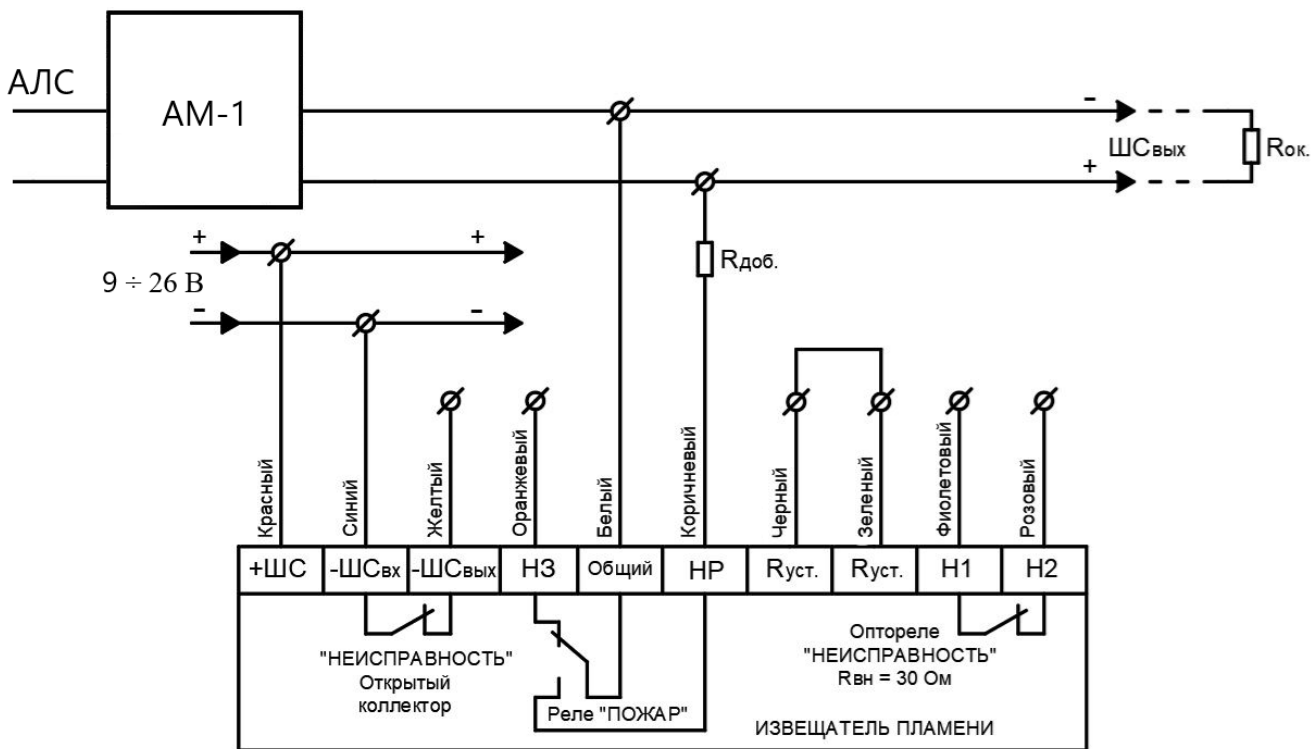 АЛС
АМ-1
-
ШСвых
+
Rок.
+
+
9 ÷ 26 В
-
-
Rдоб.
Красный
Синий
Желтый
Оранжевый
Белый
Коричневый
Черный
Зеленый
Фиолетовый
Розовый
+ШС
-ШСвх
-ШСвых
НЗ
Общий
НР
Rуст.
Rуст.
Н1
Н2
"НЕИСПРАВНОСТЬ"
Открытый
коллектор
Реле "ПОЖАР"
Оптореле
"НЕИСПРАВНОСТЬ"
Rвн = 30 Ом
ИЗВЕЩАТЕЛЬ ПЛАМЕНИ